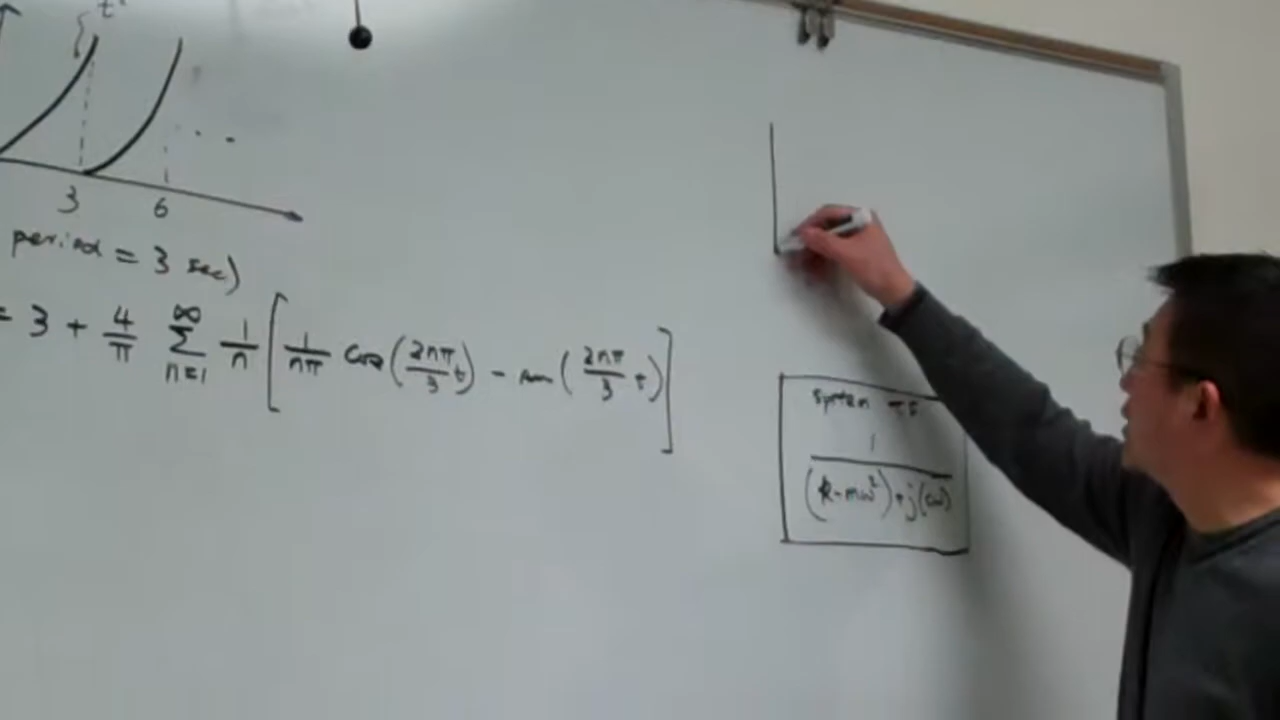 t²
3 6
period = 3 sec)
= 3 + 4/π ∞Σn=1 1/n [ 1/nπ cos(2nπ/3 t) - sin(2nπ/3 t) ]
system TF
1/((k-mω²)+j(cω))